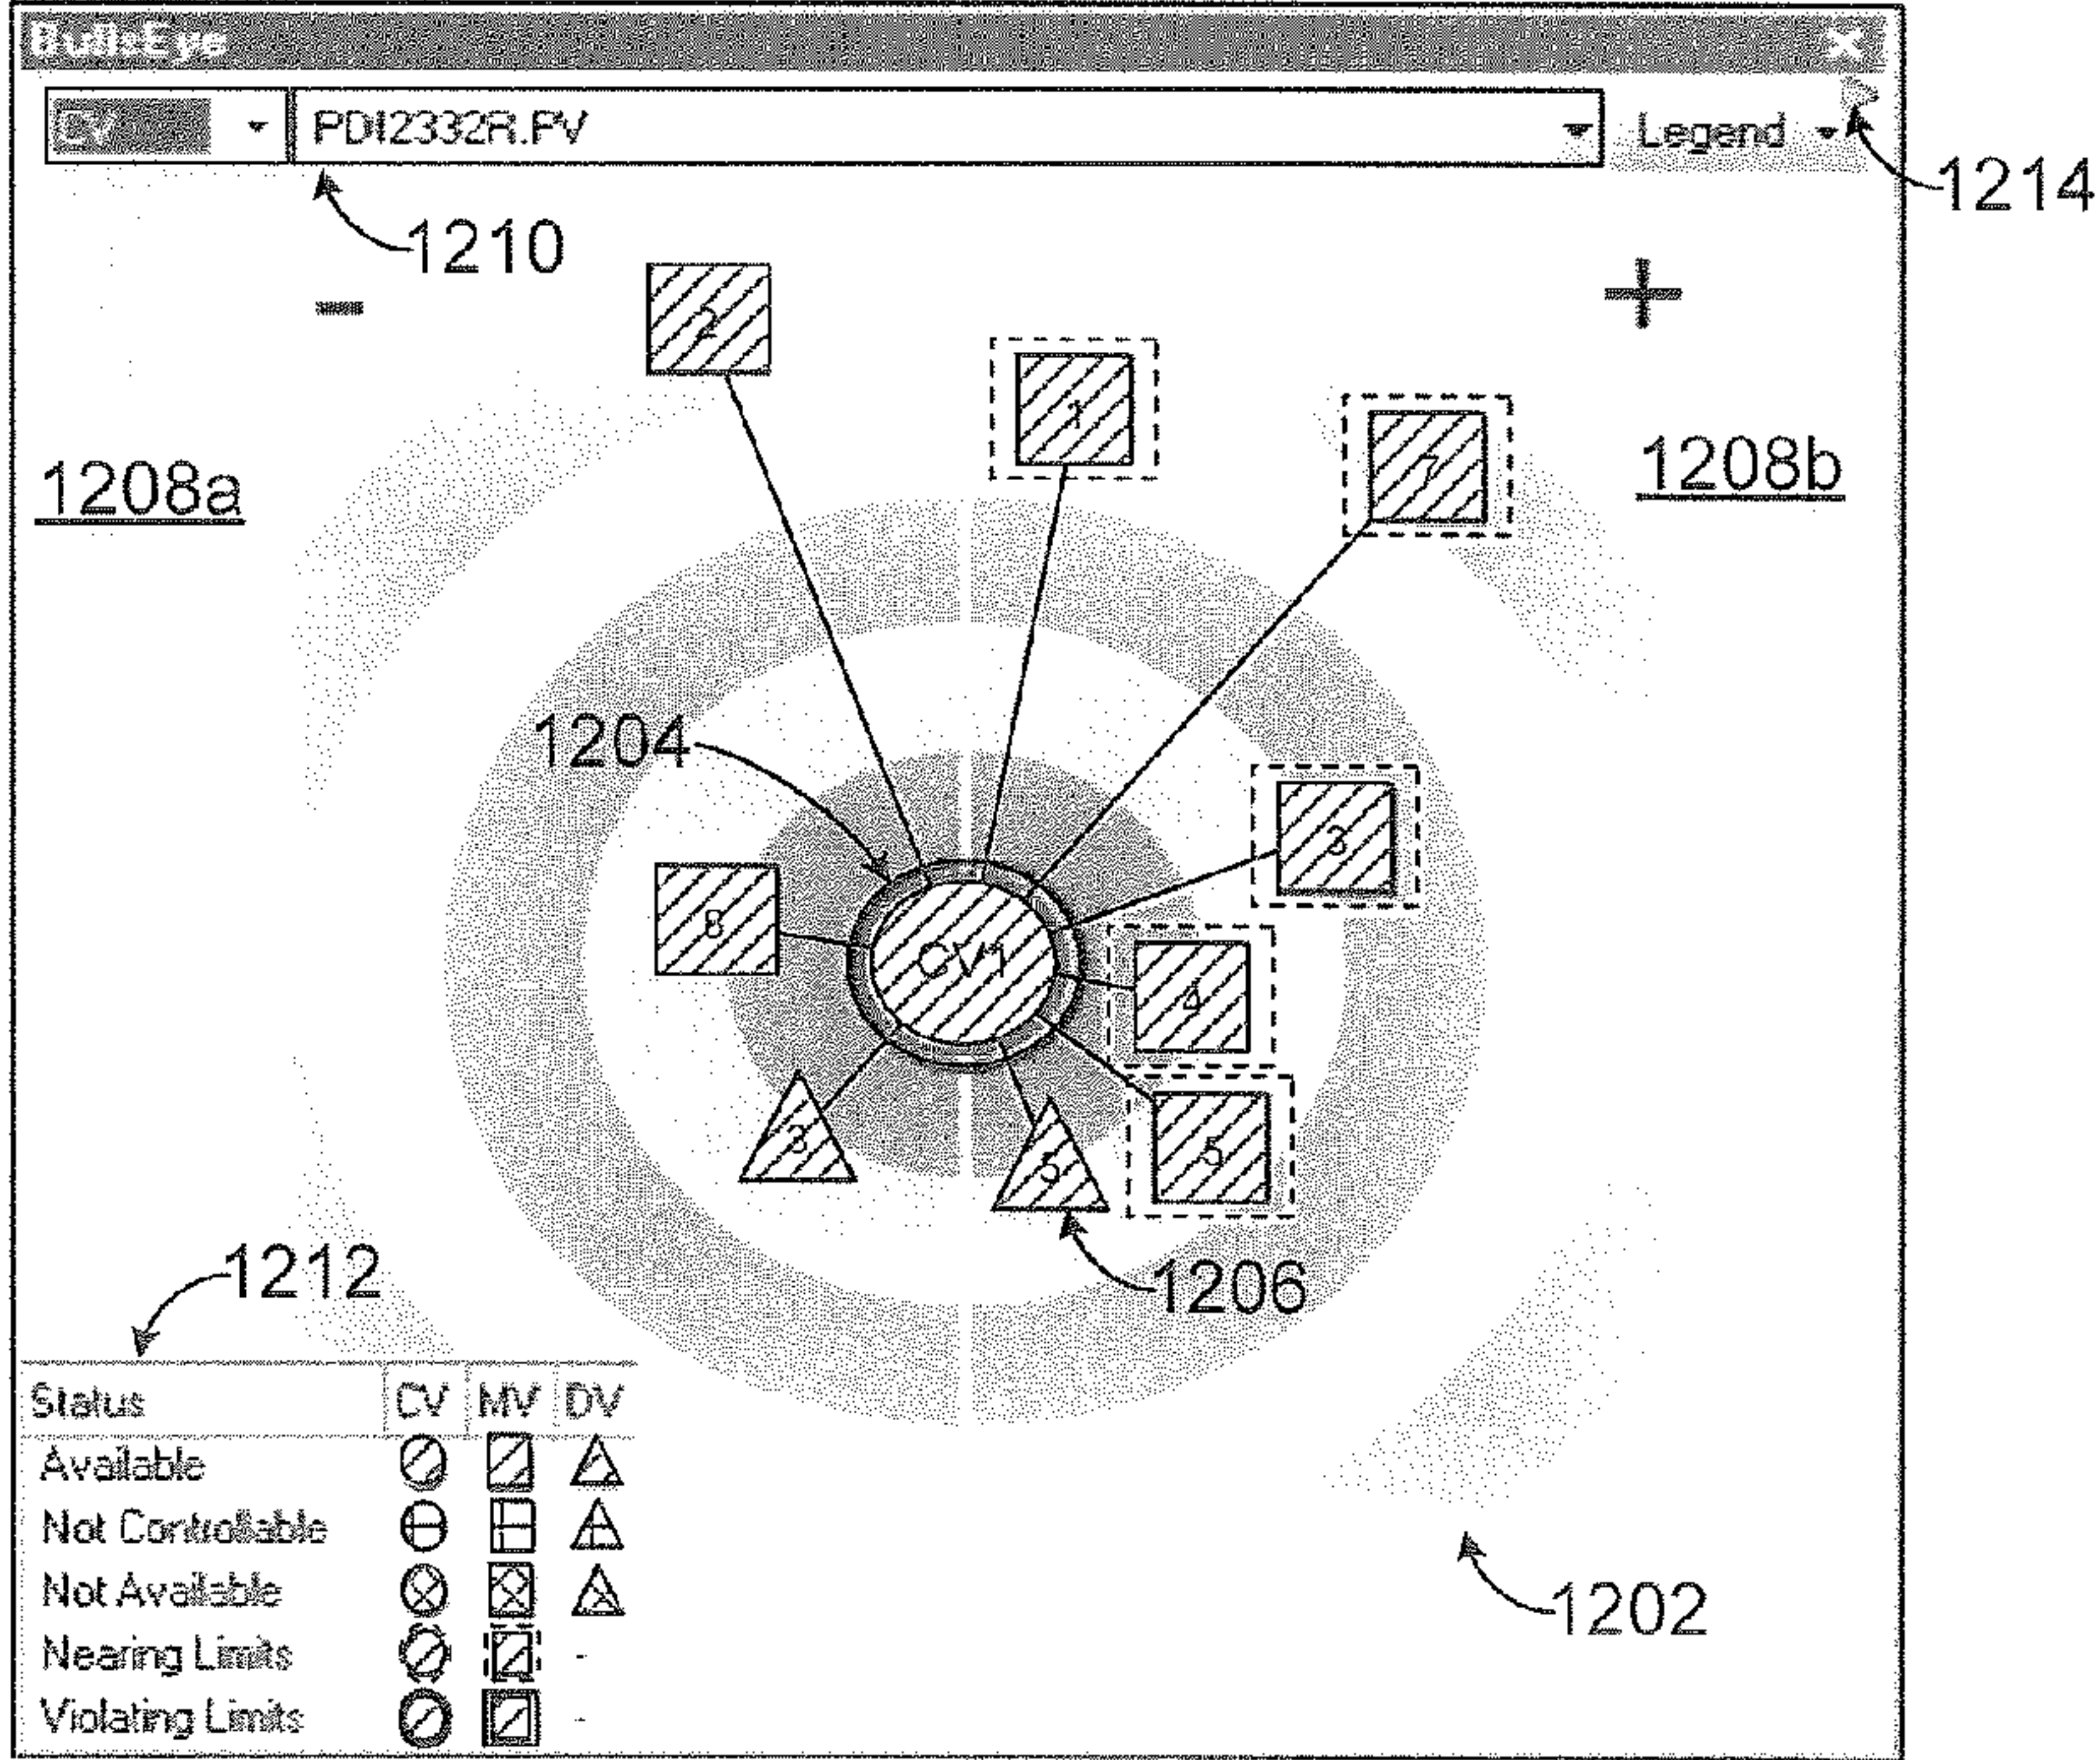 BullsEye
CV PDI2332R.PV Legend
1214
1210
- +
2
1
7
1208a
1208b
1204
3
8
CV1
4
3
5
5
1206
1212
Status CV MV DV
Available
Not Controllable
Not Available
Nearing Limits -
Violating Limits -
1202